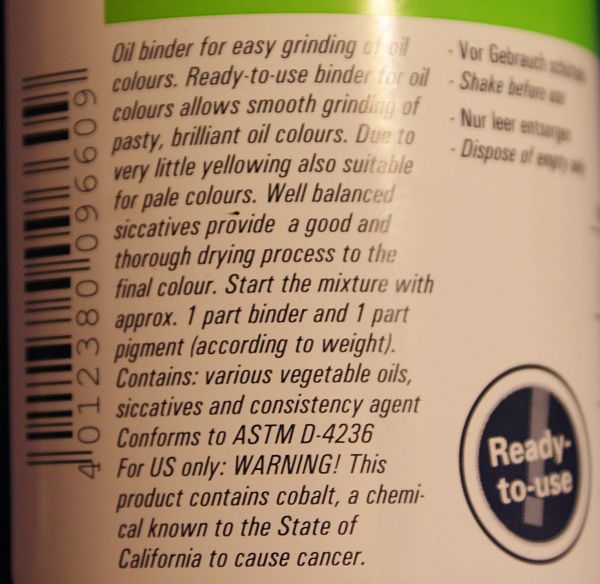 Oil binder for easy grinding of oil
colours. Ready-to-use binder for oil
colours allows smooth grinding of
pasty, brilliant oil colours. Due to
very little yellowing also suitable
for pale colours. Well balanced
siccatives provide a good and
thorough drying process to the
final colour. Start the mixture with
approx. 1 part binder and 1 part
pigment (according to weight).
Contains: various vegetable oils,
siccatives and consistency agent
Conforms to ASTM D-4236
For US only: WARNING! This
product contains cobalt, a chemi-
cal known to the State of
California to cause cancer.
- Vor Gebrauch schütteln
- Shake before use
- Nur leer entsorgen
- Dispose of empty only
Ready-
to-use
4012380096609